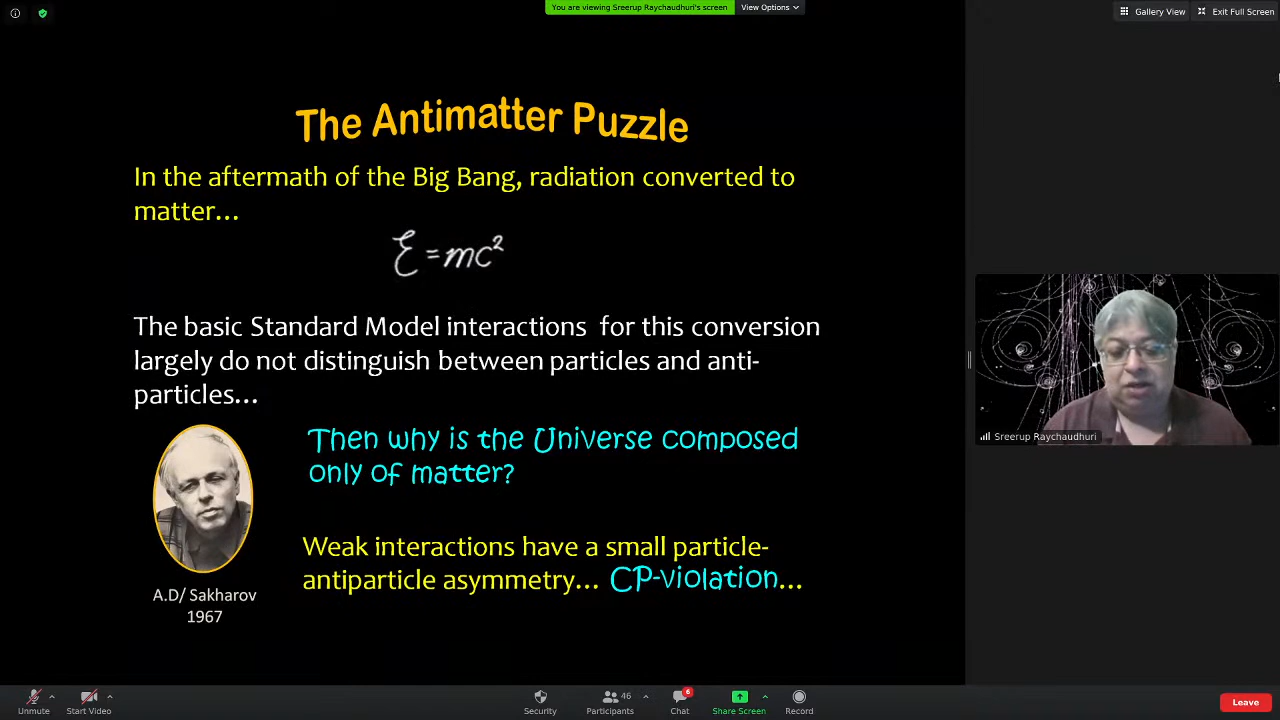 You are viewing Sreerup Raychaudhuri's screen
View Options
Gallery View
Exit Full Screen
The Antimatter Puzzle
In the aftermath of the Big Bang, radiation converted to
matter...
E=mc²
The basic Standard Model interactions for this conversion
largely do not distinguish between particles and anti-
particles...
Then why is the Universe composed
only of matter?
Weak interactions have a small particle-
antiparticle asymmetry... CP-violation...
A.D/ Sakharov
1967
Sreerup Raychaudhuri
Unmute
Start Video
Security
46
Participants
6
Chat
Share Screen
Record
Leave